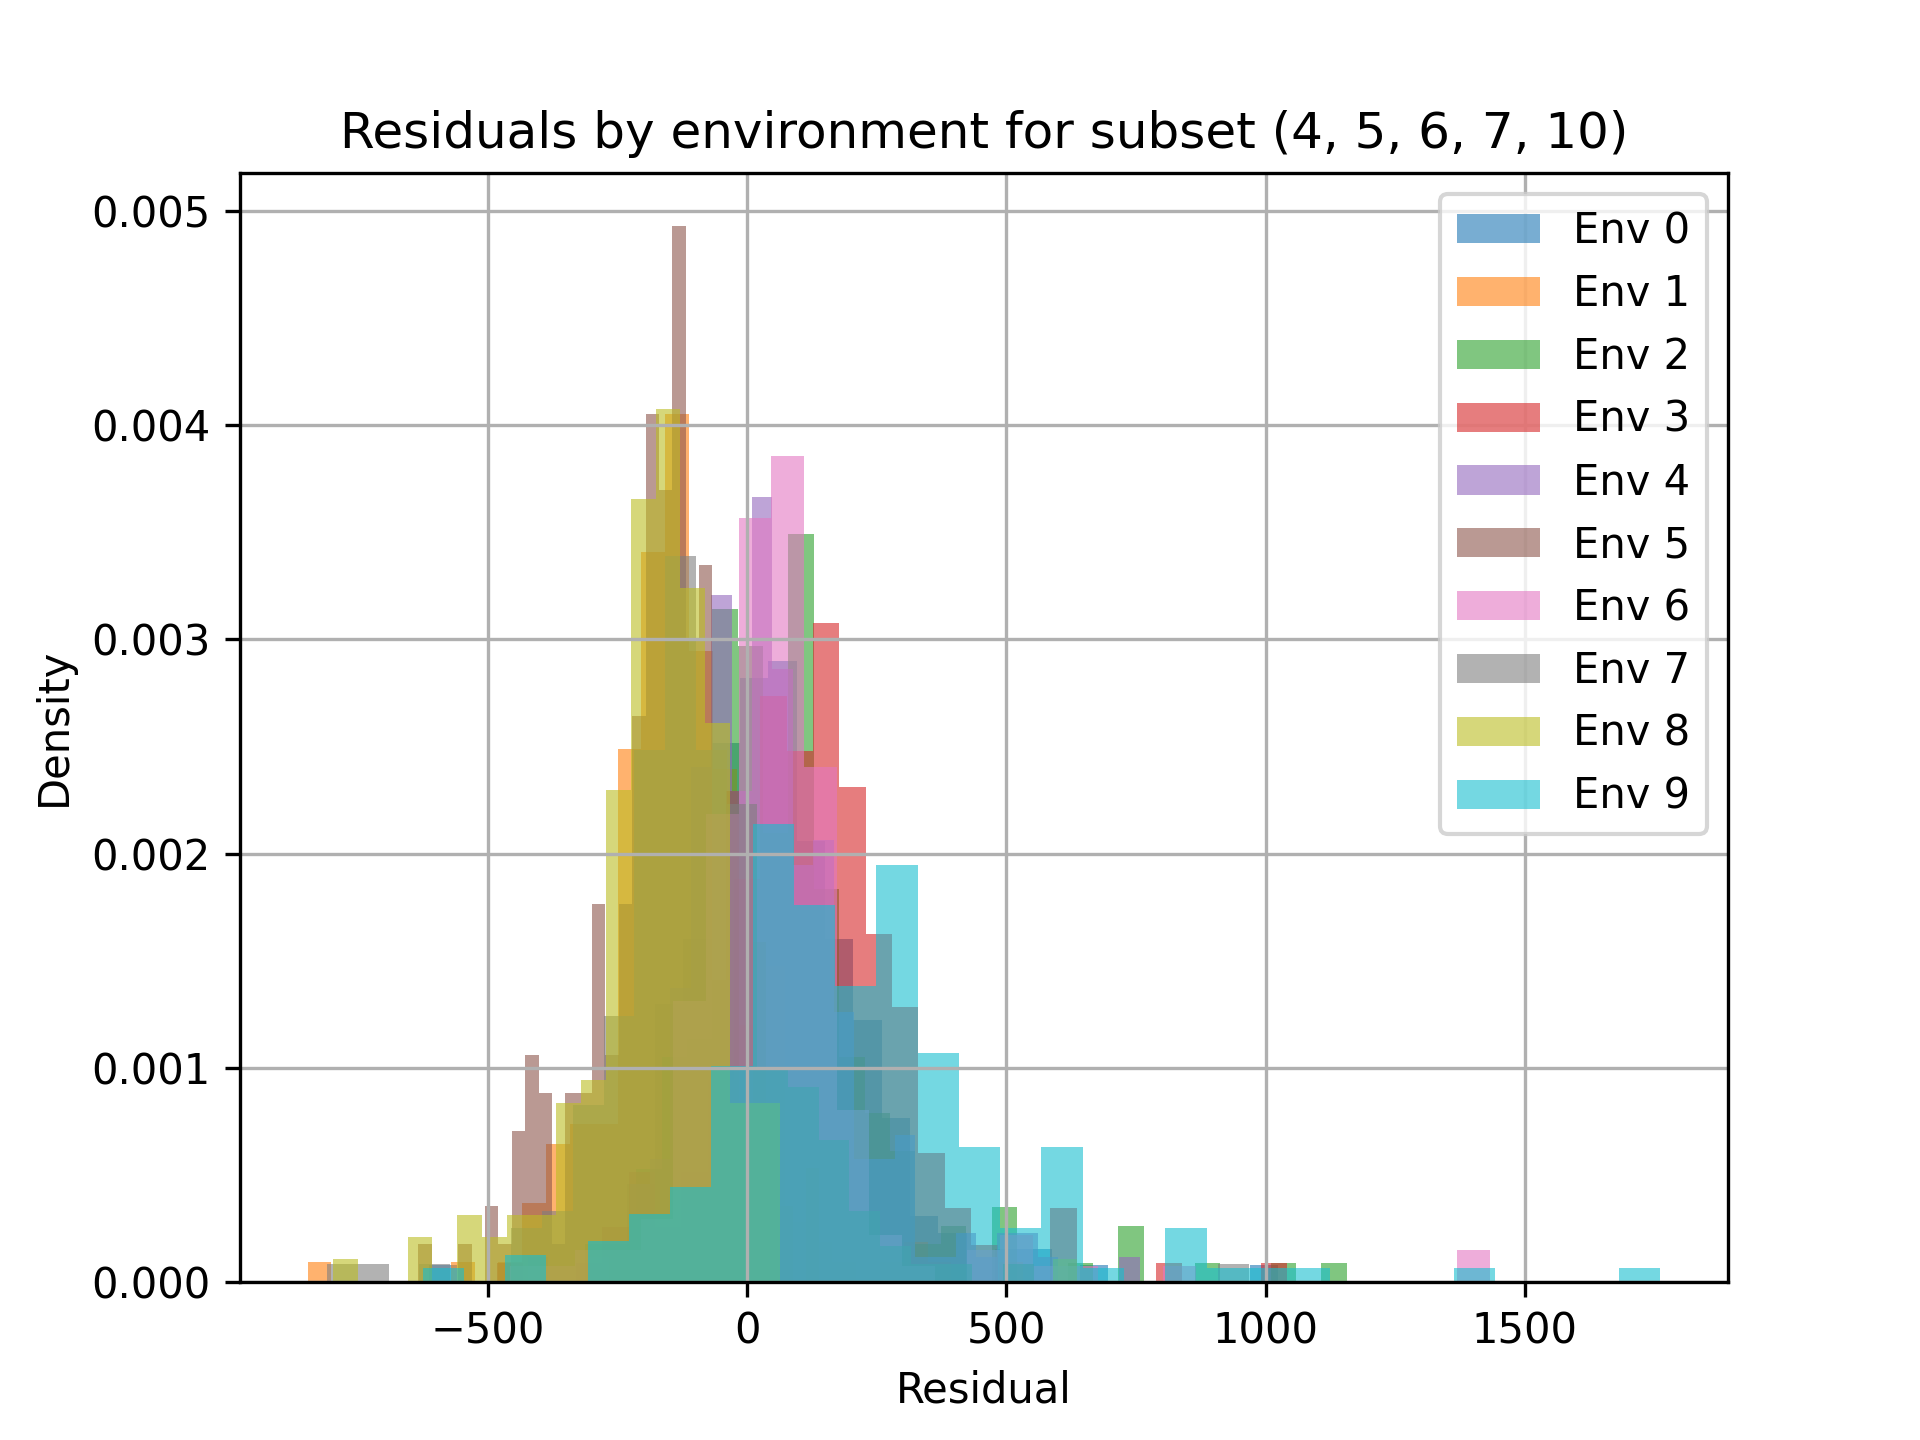 Residuals by environment for subset (4, 5, 6, 7, 10)
0.005
0.004
0.003
0.002
0.001
0.000
Density
−500
0
500
1000
1500
Residual
Env 0
Env 1
Env 2
Env 3
Env 4
Env 5
Env 6
Env 7
Env 8
Env 9